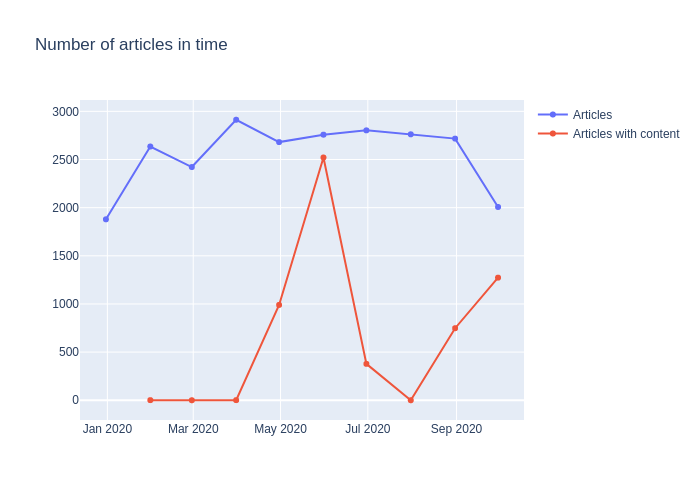 Number of articles in time
Articles
Articles with content
3000
2500
2000
1500
1000
500
0
Jan 2020
Mar 2020
May 2020
Jul 2020
Sep 2020